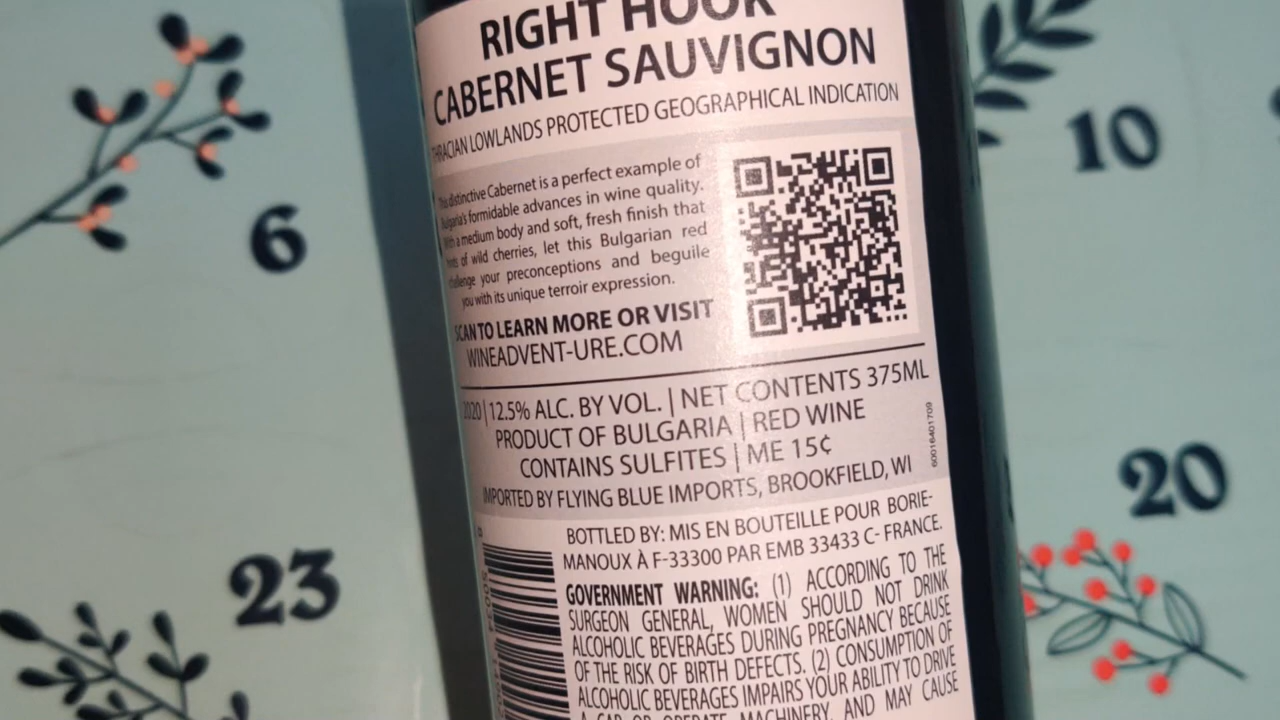 RIGHT HOOK
CABERNET SAUVIGNON
THRACIAN LOWLANDS PROTECTED GEOGRAPHICAL INDICATION
This distinctive Cabernet is a perfect example of
Bulgaria's formidable advances in wine quality.
With a medium body and soft, fresh finish that
hints of wild cherries, let this Bulgarian red
challenge your preconceptions and beguile
you with its unique terroir expression.
SCAN TO LEARN MORE OR VISIT
WINEADVENT-URE.COM
2020 | 12.5% ALC. BY VOL. | NET CONTENTS 375ML
PRODUCT OF BULGARIA | RED WINE
CONTAINS SULFITES | ME 15¢
IMPORTED BY FLYING BLUE IMPORTS, BROOKFIELD, WI
60016401709
BOTTLED BY: MIS EN BOUTEILLE POUR BORIE-
MANOUX À F-33300 PAR EMB 33433 C- FRANCE.
GOVERNMENT WARNING: (1) ACCORDING TO THE
SURGEON GENERAL, WOMEN SHOULD NOT DRINK
ALCOHOLIC BEVERAGES DURING PREGNANCY BECAUSE
OF THE RISK OF BIRTH DEFECTS. (2) CONSUMPTION OF
ALCOHOLIC BEVERAGES IMPAIRS YOUR ABILITY TO DRIVE
A CAR OR OPERATE MACHINERY, AND MAY CAUSE
6
10
20
23